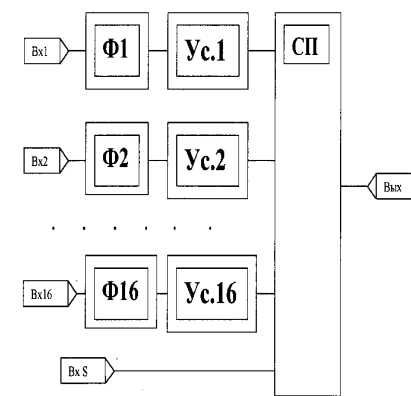 Вх1 Ф1 Ус.1 СП
Вх2 Ф2 Ус.2 Вых
. . . . . .
Вх16 Ф16 Ус.16
Вх S